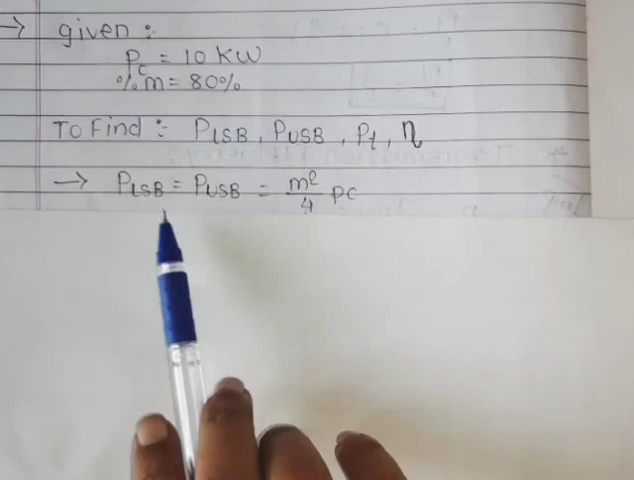 → given :-
Pc = 10 KW
% m = 80%
To Find :- PLSB, PUSB, Pt, η
→ PLSB = PUSB = m²/4 Pc